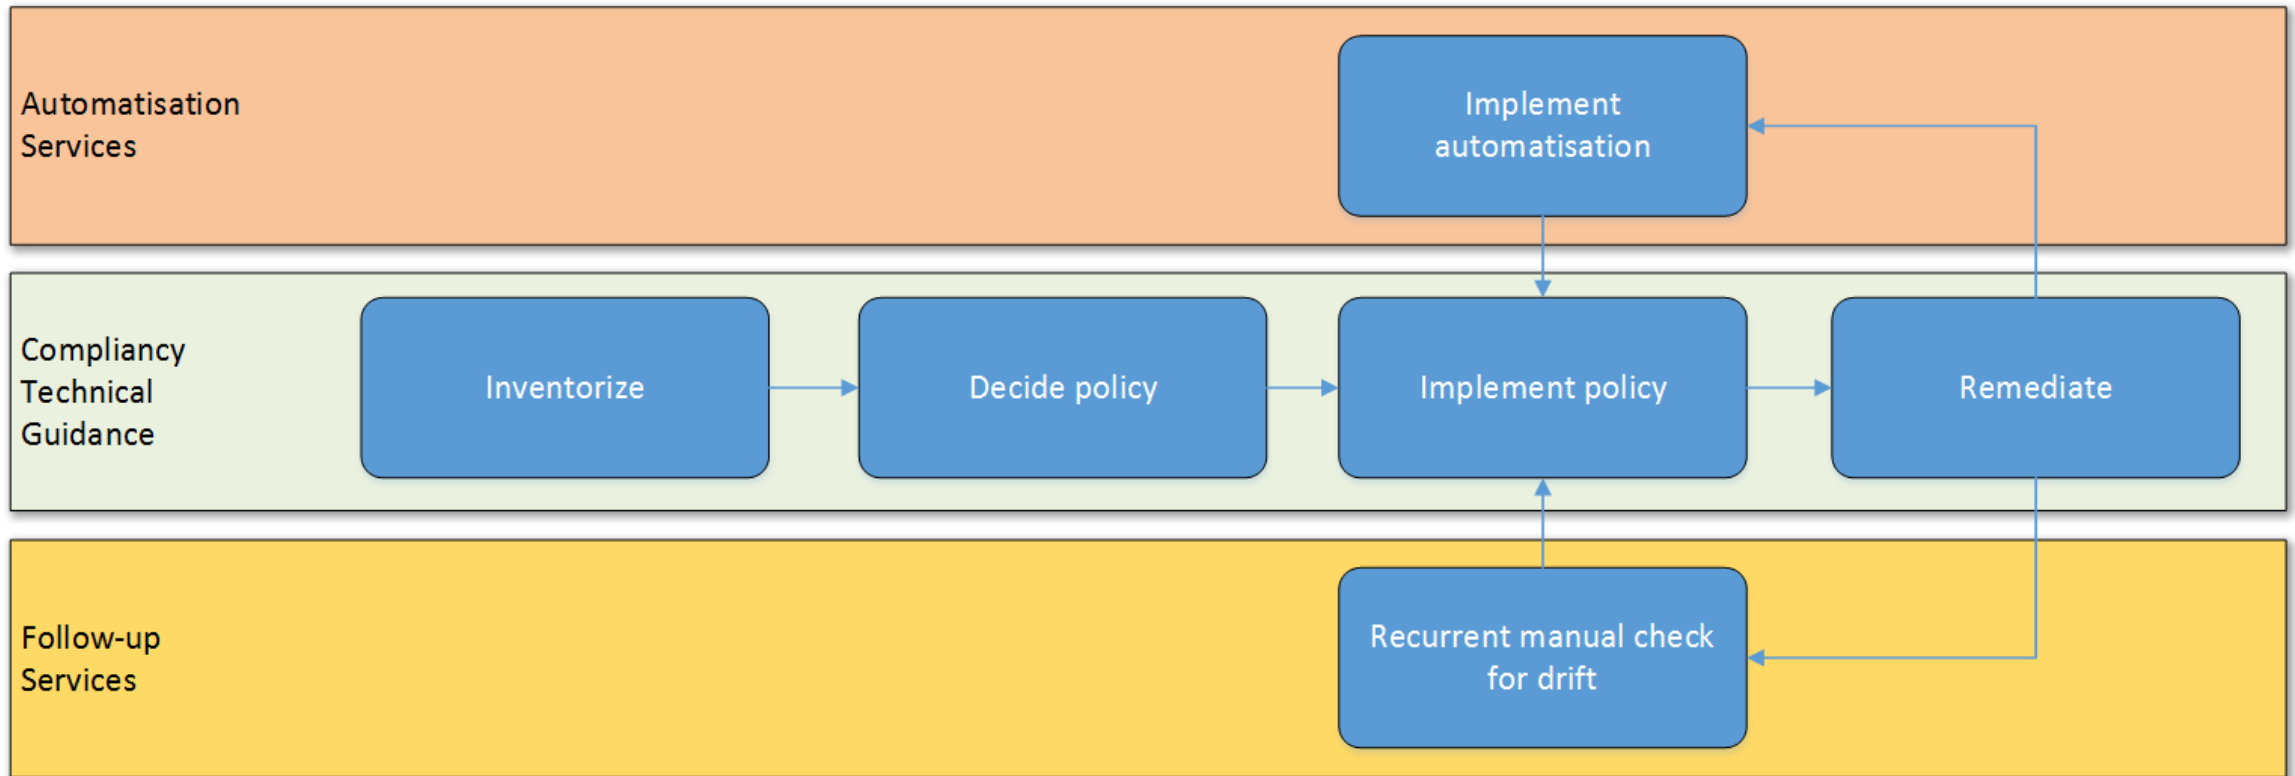 Automatisation
Services
Implement
automatisation
Compliancy
Technical
Guidance
Inventorize
Decide policy
Implement policy
Remediate
Follow-up
Services
Recurrent manual check
for drift